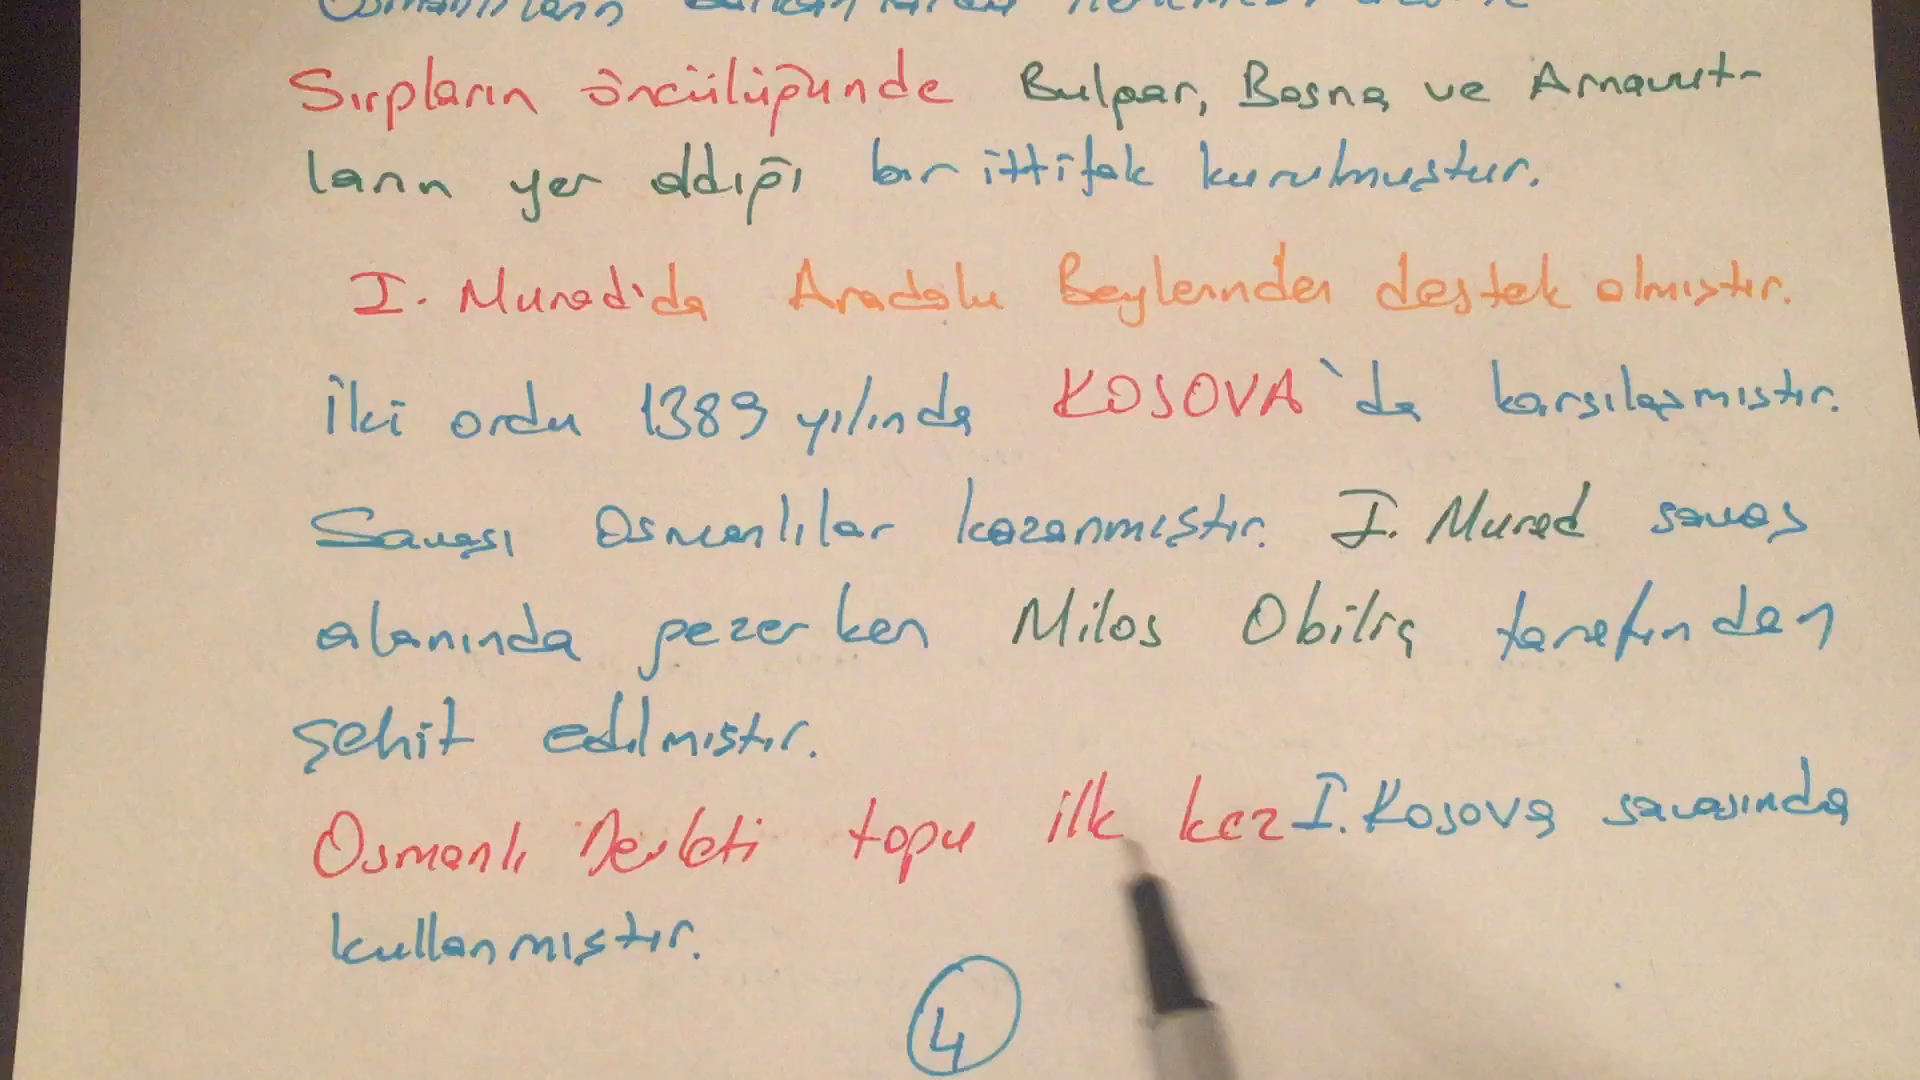 Osmanlıların
Sırpların öncülüğünde Bulgar, Bosna ve Arnavut-
ların yer aldığı bir ittifak kurulmuştur.
I. Murad'da Anadolu Beylerinden destek almıştır.
İki ordu 1389 yılında KOSOVA'da karşılaşmıştır.
Savaşı Osmanlılar kazanmıştır. I. Murad savaş
alanında gezerken Milos Obiliç tarafından
şehit edilmiştir.
Osmanlı Devleti topu ilk kez I. Kosova savaşında
kullanmıştır.
4